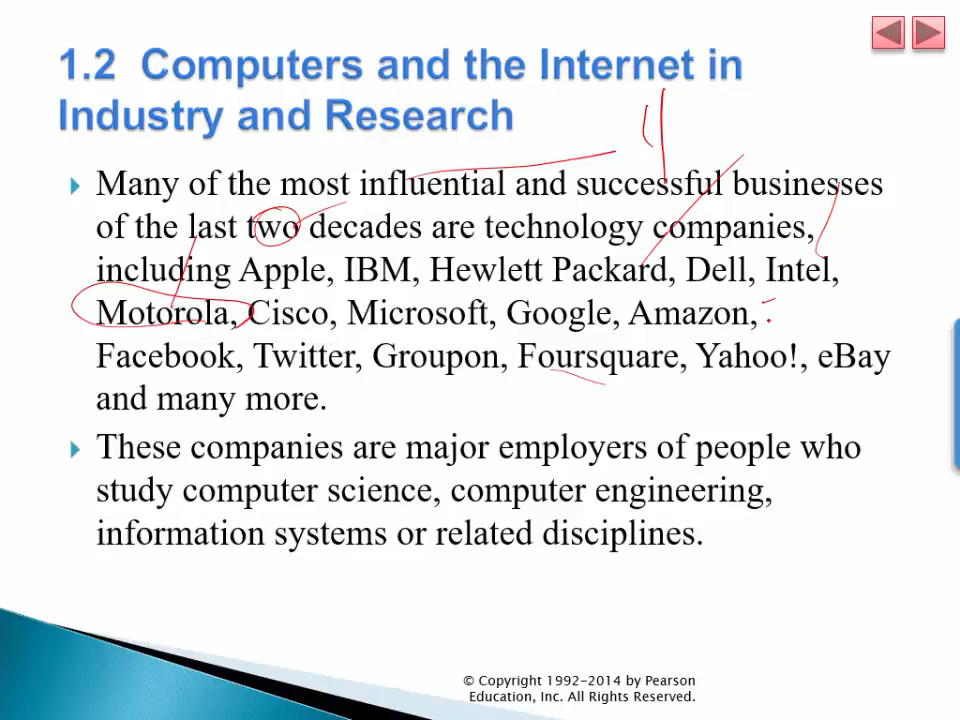 1.2 Computers and the Internet in
Industry and Research
Many of the most influential and successful businesses
of the last two decades are technology companies,
including Apple, IBM, Hewlett Packard, Dell, Intel,
Motorola, Cisco, Microsoft, Google, Amazon,
Facebook, Twitter, Groupon, Foursquare, Yahoo!, eBay
and many more.
These companies are major employers of people who
study computer science, computer engineering,
information systems or related disciplines.
© Copyright 1992-2014 by Pearson
Education, Inc. All Rights Reserved.